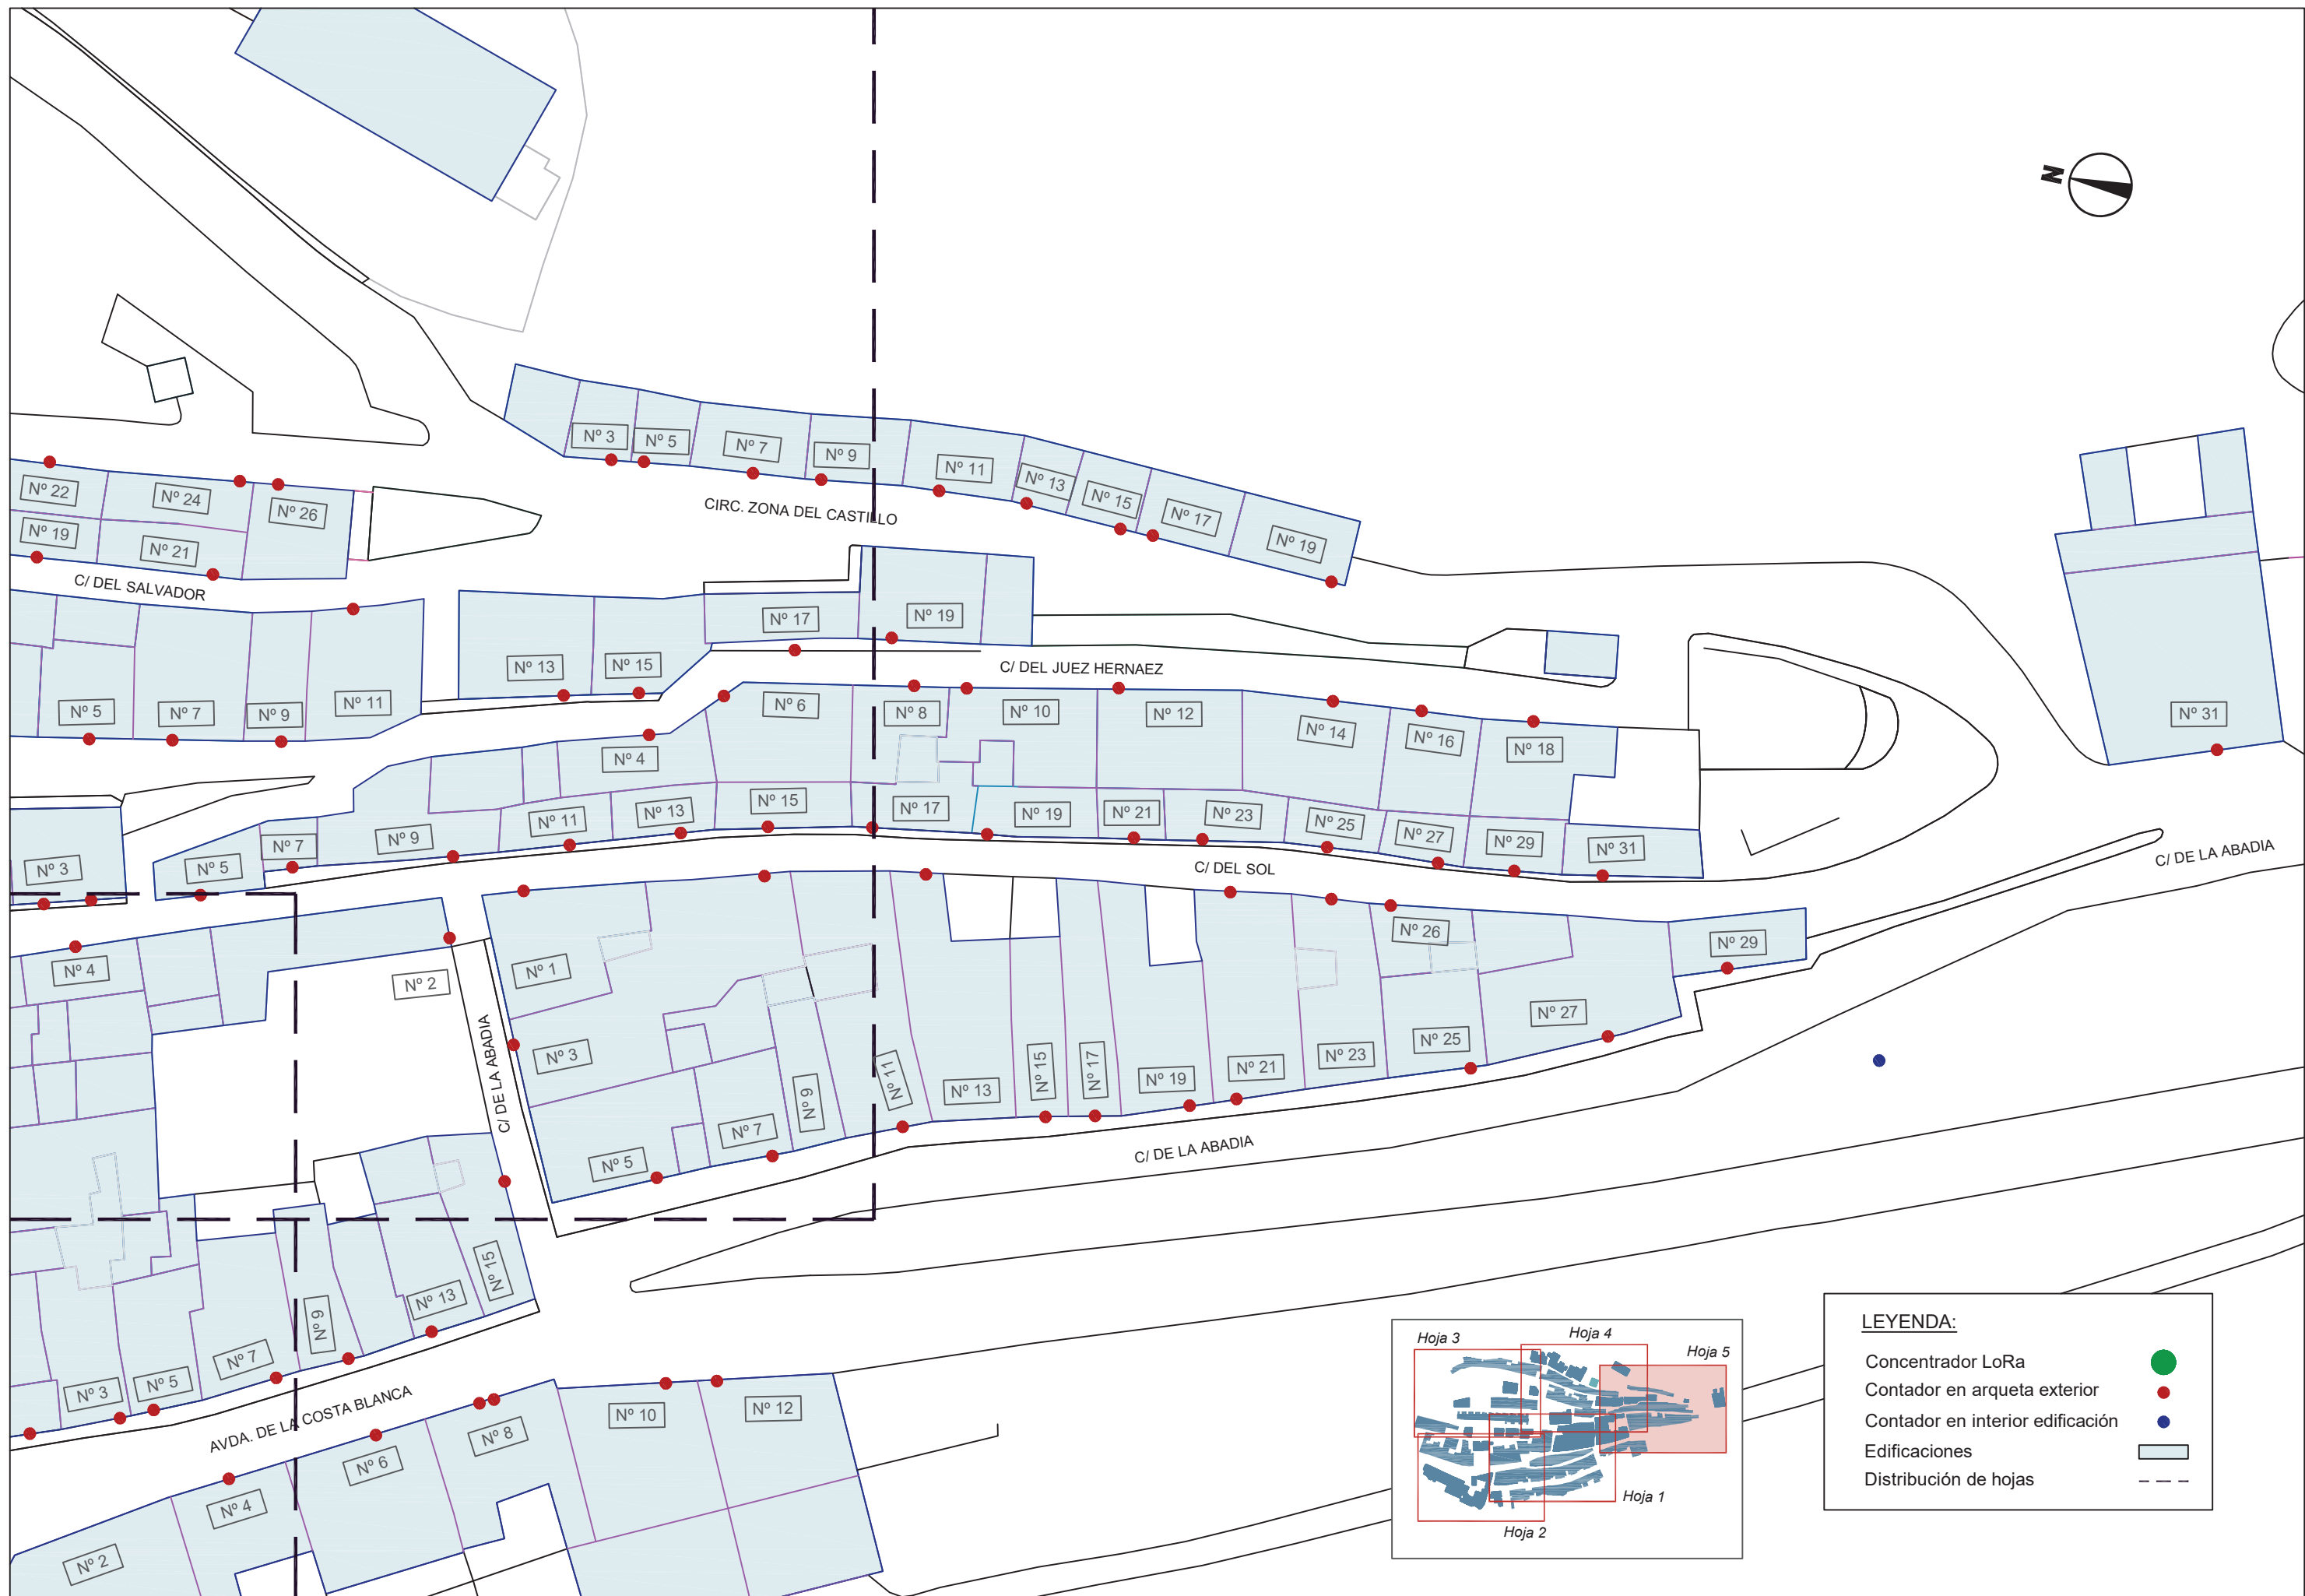 N
Nº 3
Nº 5
Nº 7
Nº 9
Nº 11
Nº 13
Nº 15
Nº 17
Nº 19
CIRC. ZONA DEL CASTILLO
Nº 22
Nº 24
Nº 26
Nº 19
Nº 21
C/ DEL SALVADOR
Nº 5
Nº 7
Nº 9
Nº 11
Nº 13
Nº 15
Nº 17
Nº 19
C/ DEL JUEZ HERNAEZ
Nº 4
Nº 6
Nº 8
Nº 10
Nº 12
Nº 14
Nº 16
Nº 18
Nº 31
Nº 3
Nº 5
Nº 7
Nº 9
Nº 11
Nº 13
Nº 15
Nº 17
Nº 19
Nº 21
Nº 23
Nº 25
Nº 27
Nº 29
Nº 31
C/ DEL SOL
C/ DE LA ABADIA
Nº 4
Nº 2
Nº 1
Nº 3
Nº 5
Nº 7
Nº 9
Nº 11
Nº 13
Nº 15
Nº 17
Nº 19
Nº 21
Nº 23
Nº 25
Nº 26
Nº 27
Nº 29
C/ DE LA ABADIA
C/ DE LA ABADIA
Nº 3
Nº 5
Nº 7
Nº 9
Nº 13
Nº 15
AVDA. DE LA COSTA BLANCA
Nº 2
Nº 4
Nº 6
Nº 8
Nº 10
Nº 12
Hoja 3
Hoja 4
Hoja 5
Hoja 1
Hoja 2
LEYENDA:
Concentrador LoRa
Contador en arqueta exterior
Contador en interior edificación
Edificaciones
Distribución de hojas